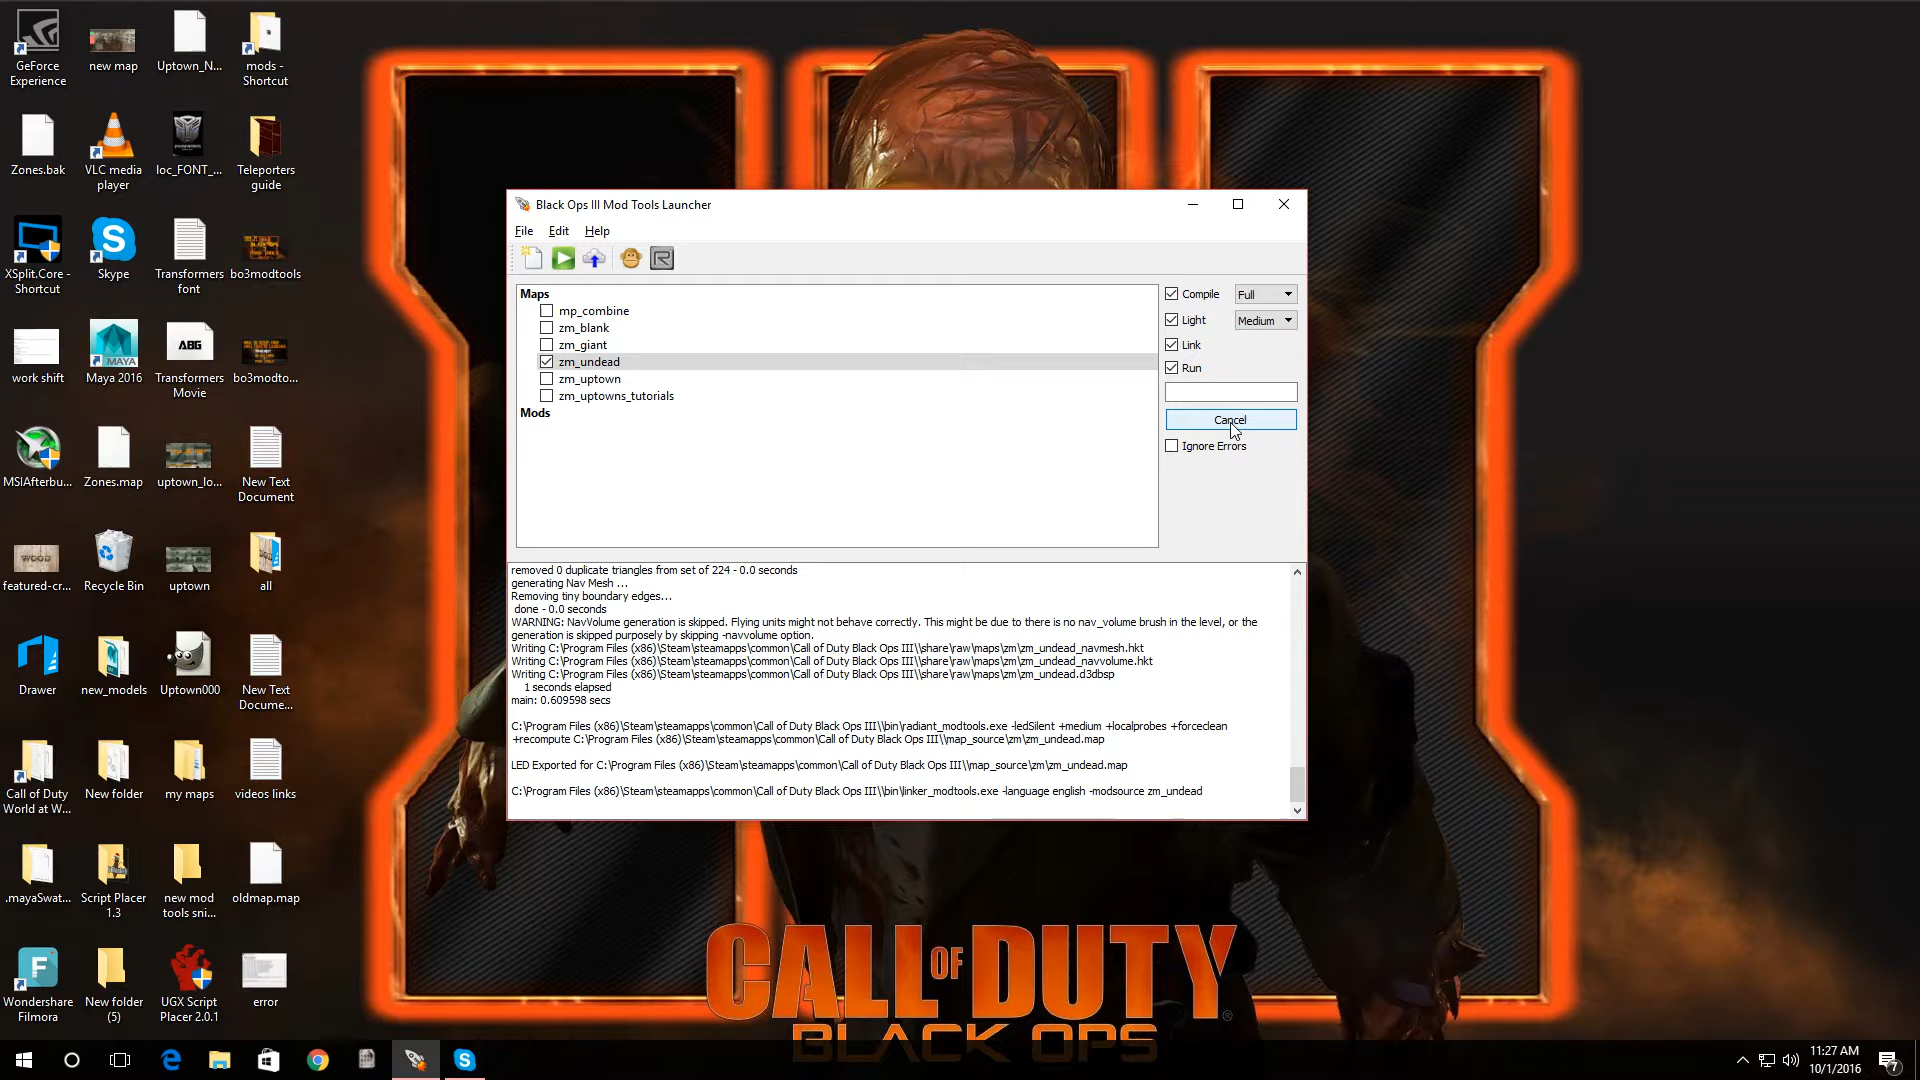 GeForce
Experience
new map
Uptown_N...
mods -
Shortcut
Zones.bak
VLC media
player
loc_FONT_...
Teleporters
guide
XSplit.Core -
Shortcut
Skype
Transformers
font
bo3modtools
work shift
MAYA
Maya 2016
ABG
Transformers
Movie
bo3modto...
MSIAfterbu...
Zones.map
uptown_lo...
New Text
Document
WOOD
featured-cr...
Recycle Bin
uptown
all
Drawer
new_models
Uptown000
New Text
Docume...
Call of Duty
World at W...
New folder
my maps
videos links
.mayaSwat...
Script Placer
1.3
new mod
tools sni...
oldmap.map
Wondershare
Filmora
New folder
(5)
UGX Script
Placer 2.0.1
error
Black Ops III Mod Tools Launcher
File Edit Help
Maps
mp_combine
zm_blank
zm_giant
zm_undead
zm_uptown
zm_uptowns_tutorials
Mods
Compile Full
Light Medium
Link
Run
Cancel
Ignore Errors
removed 0 duplicate triangles from set of 224 - 0.0 seconds
generating Nav Mesh ...
Removing tiny boundary edges...
done - 0.0 seconds
WARNING: NavVolume generation is skipped. Flying units might not behave correctly. This might be due to there is no nav_volume brush in the level, or the
generation is skipped purposely by skipping -navvolume option.
Writing C:\Program Files (x86)\Steam\steamapps\common\Call of Duty Black Ops III\\share\raw\maps\zm\zm_undead_navmesh.hkt
Writing C:\Program Files (x86)\Steam\steamapps\common\Call of Duty Black Ops III\\share\raw\maps\zm\zm_undead_navvolume.hkt
Writing C:\Program Files (x86)\Steam\steamapps\common\Call of Duty Black Ops III\\share\raw\maps\zm\zm_undead.d3dbsp
1 seconds elapsed
main: 0.609598 secs
C:\Program Files (x86)\Steam\steamapps\common\Call of Duty Black Ops III\\bin\radiant_modtools.exe -ledSilent +medium +localprobes +forceclean
+recompute C:\Program Files (x86)\Steam\steamapps\common\Call of Duty Black Ops III\\map_source\zm\zm_undead.map
LED Exported for C:\Program Files (x86)\Steam\steamapps\common\Call of Duty Black Ops III\\map_source\zm\zm_undead.map
C:\Program Files (x86)\Steam\steamapps\common\Call of Duty Black Ops III\\bin\linker_modtools.exe -language english -modsource zm_undead
CALL OF DUTY
BLACK OPS
11:27 AM
10/1/2016
7